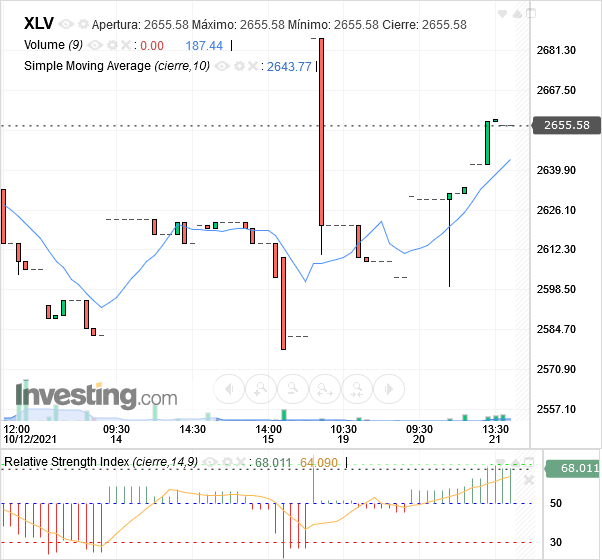 XLV Apertura: 2655.58 Máximo: 2655.58 Mínimo: 2655.58 Cierre: 2655.58
Volume (9) : 0.00 187.44
Simple Moving Average (cierre,10) : 2643.77
2681.30
2667.50
2655.58
2639.90
2626.10
2612.30
2598.50
2584.70
2570.90
2557.10
Investing.com
12:00 09:30 14:30 14:00 10:30 09:30 13:30
10/12/2021 14 15 19 20 21
Relative Strength Index (cierre,14,9) : 68.011 64.090
68.011
50
30